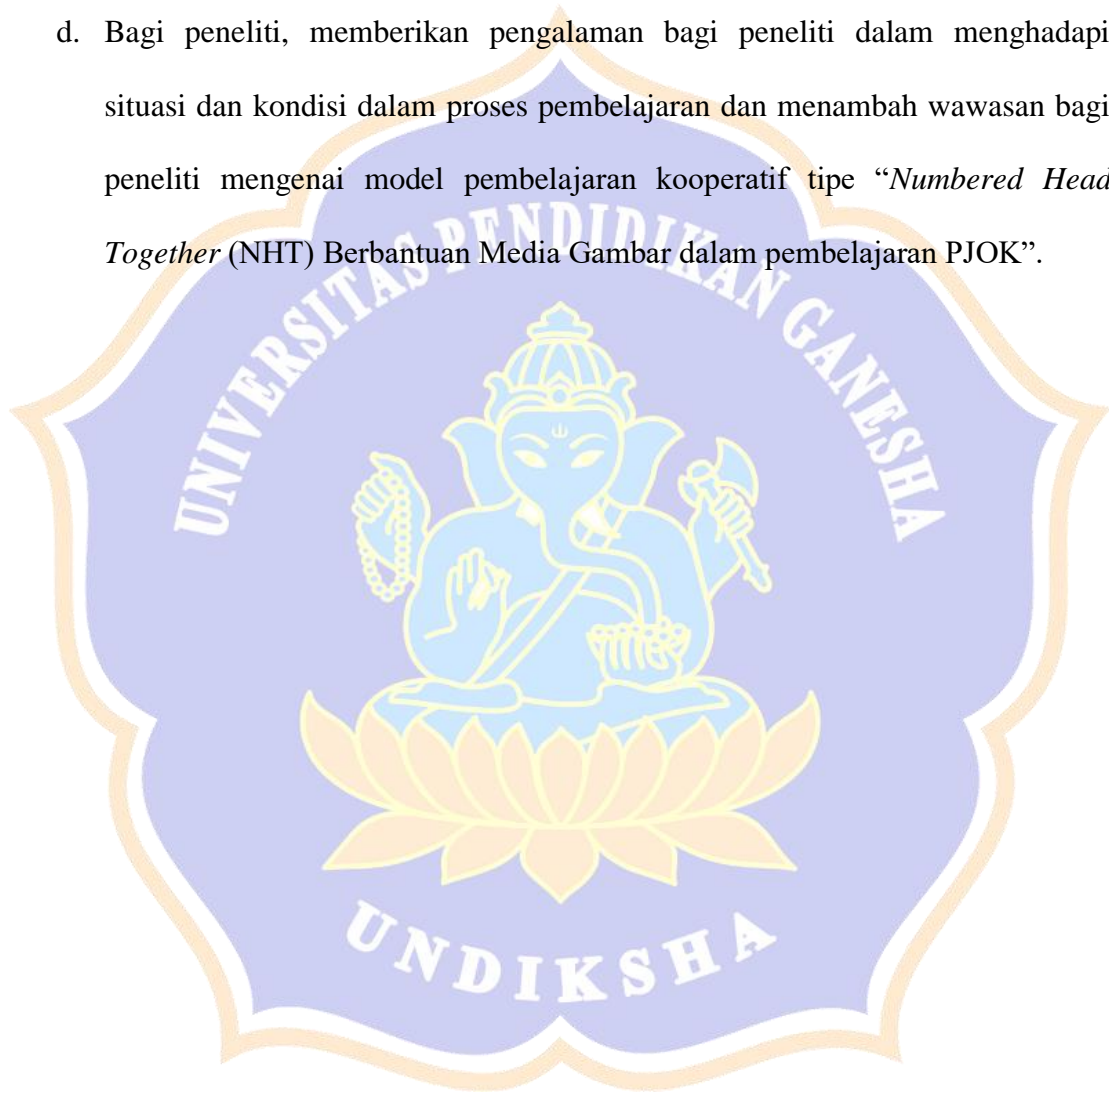 d. Bagi peneliti, memberikan pengalaman bagi peneliti dalam menghadapi
situasi dan kondisi dalam proses pembelajaran dan menambah wawasan bagi
peneliti mengenai model pembelajaran kooperatif tipe “Numbered Head
Together (NHT) Berbantuan Media Gambar dalam pembelajaran PJOK”.
UNIVERSITAS PENDIDIKAN GANESHA
UNDIKSHA